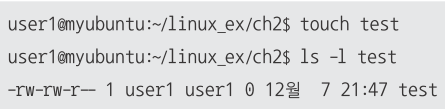 user1@myubuntu:~/linux_ex/ch2$ touch test
user1@myubuntu:~/linux_ex/ch2$ ls -l test
-rw-rw-r-- 1 user1 user1 0 12월  7 21:47 test